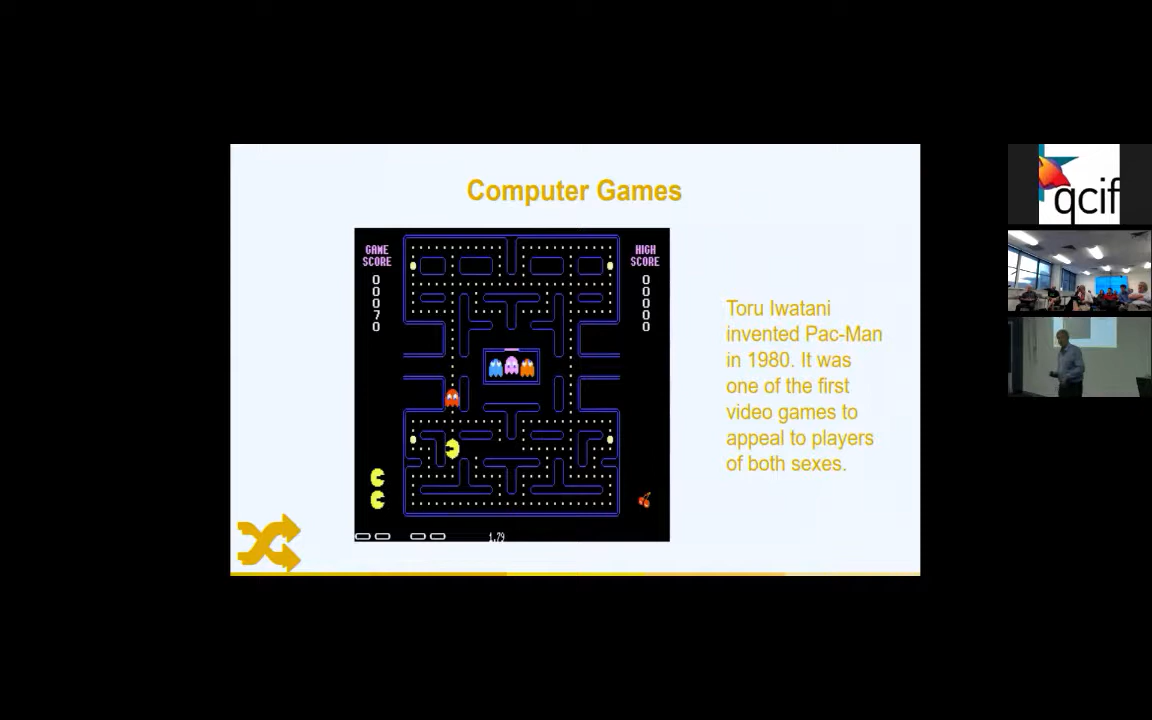 Computer Games
GAME
SCORE
0
0
0
7
0
HIGH
SCORE
0
0
0
0
0
1.79
Toru Iwatani
invented Pac-Man
in 1980. It was
one of the first
video games to
appeal to players
of both sexes.
qcif